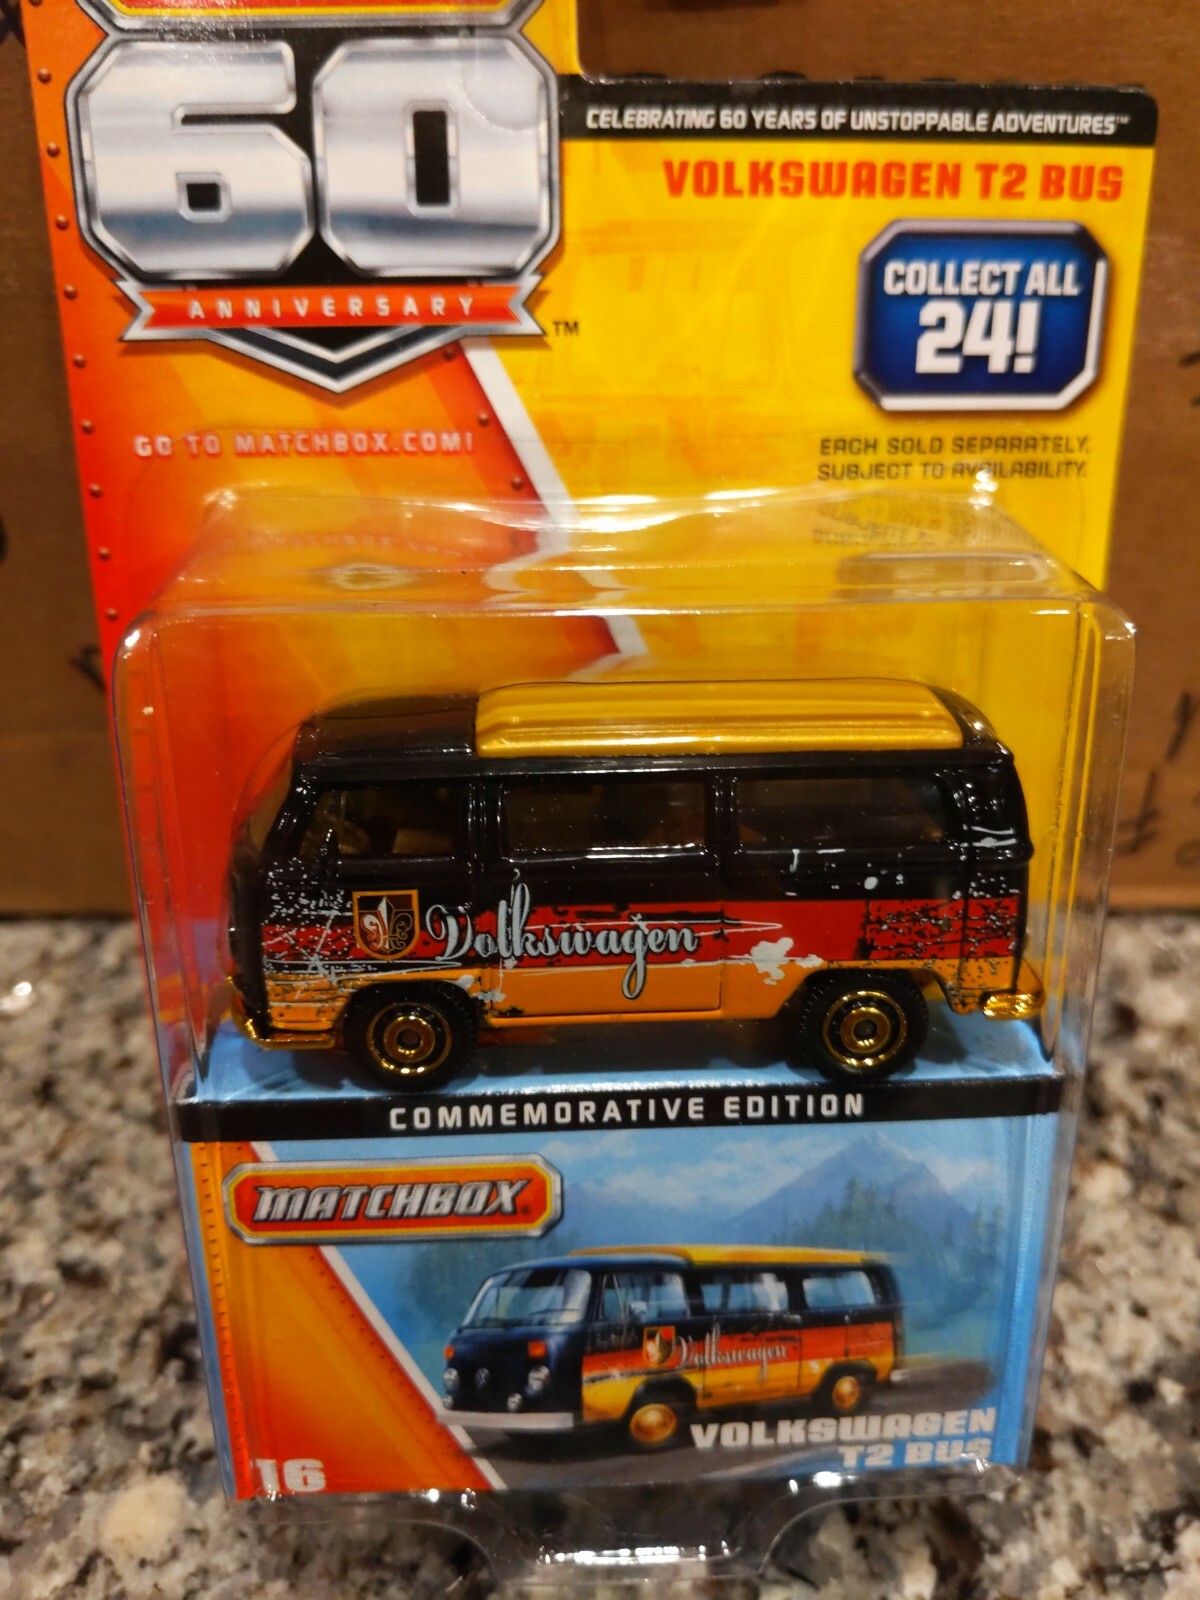 60
ANNIVERSARY™
GO TO MATCHBOX.COM!
CELEBRATING 60 YEARS OF UNSTOPPABLE ADVENTURES™
VOLKSWAGEN T2 BUS
COLLECT ALL
24!
EACH SOLD SEPARATELY.
SUBJECT TO AVAILABILITY.
Volkswagen
COMMEMORATIVE EDITION
MATCHBOX®
Volkswagen
VOLKSWAGEN
T2 BUS
16